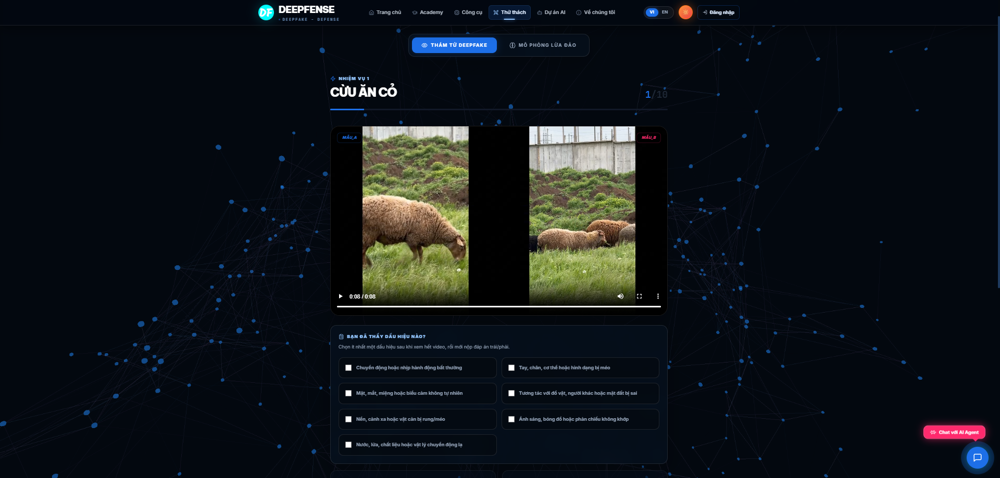 DF DEEPFENSE
DEEPFAKE - DEFENSE
Trang chủ
Academy
Công cụ
Thử thách
Dự án AI
Về chúng tôi
VI EN
Đăng nhập
THÁM TỬ DEEPFAKE
MÔ PHỎNG LỪA ĐẢO
NHIỆM VỤ 1
CỪU ĂN CỎ
1/10
MẪU_A
MẪU_B
0:08 / 0:08
BẠN ĐÃ THẤY DẤU HIỆU NÀO?
Chọn ít nhất một dấu hiệu sau khi xem hết video, rồi mới nộp đáp án trái/phải.
Chuyển động hoặc nhịp hành động bất thường
Tay, chân, cơ thể hoặc hình dạng bị méo
Mặt, mắt, miệng hoặc biểu cảm không tự nhiên
Tương tác với đồ vật, người khác hoặc mặt đất bị sai
Nền, cảnh xa hoặc vật cản bị rung/méo
Ánh sáng, bóng đổ hoặc phản chiếu không khớp
Nước, lửa, chất liệu hoặc vật lý chuyển động lạ
Chat với AI Agent